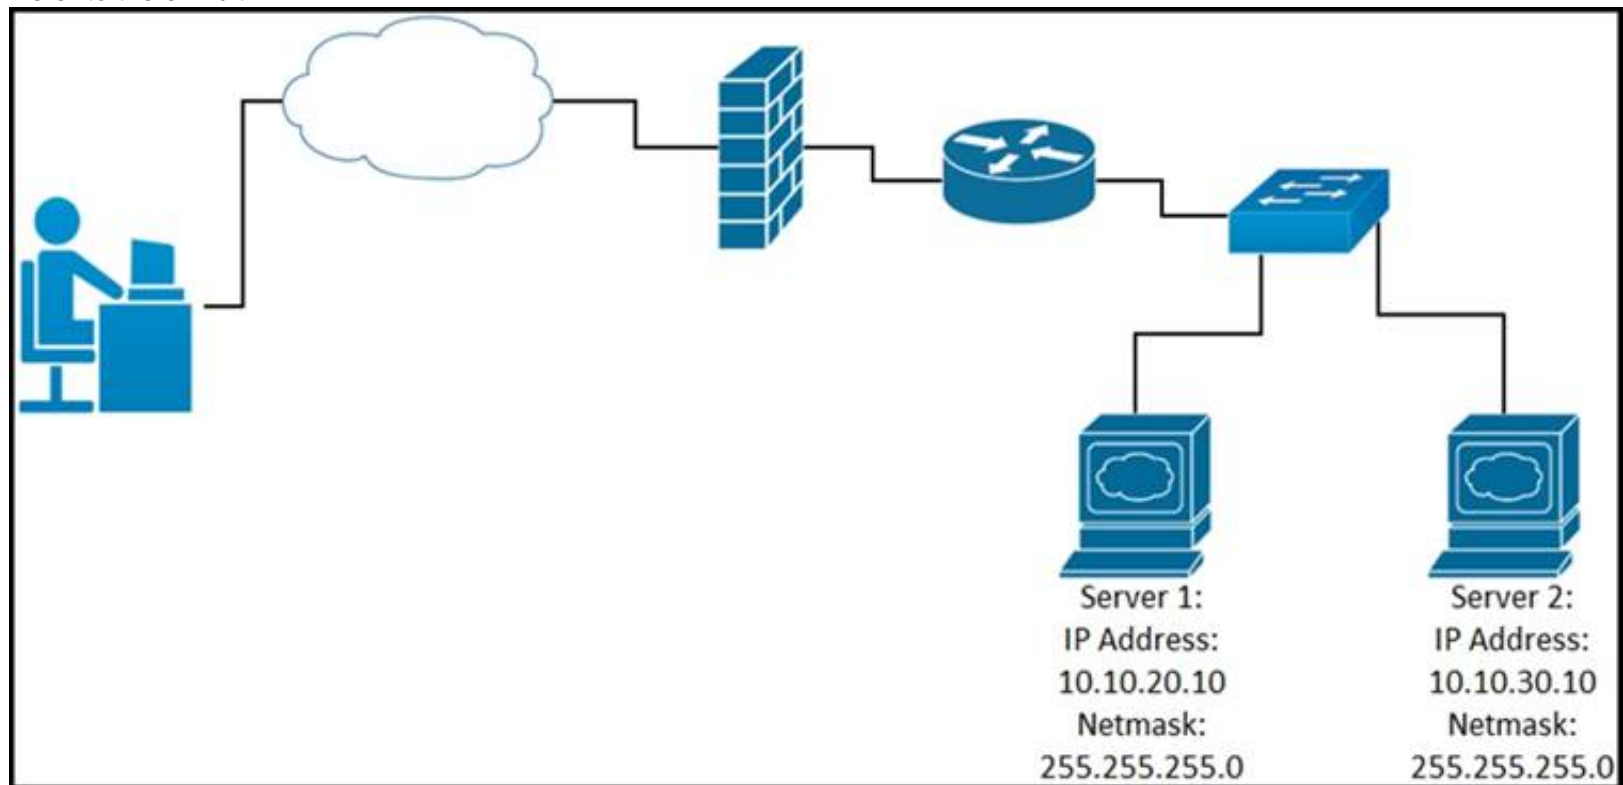 Server 1:
IP Address:
10.10.20.10
Netmask:
255.255.255.0
Server 2:
IP Address:
10.10.30.10
Netmask:
255.255.255.0